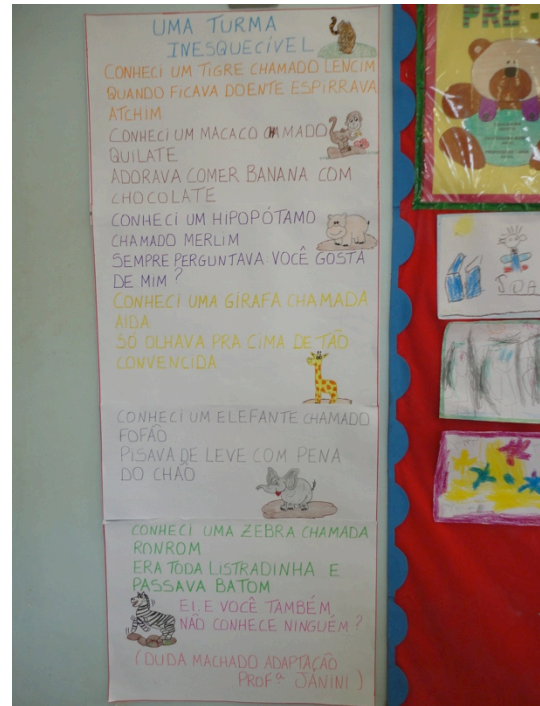 UMA TURMA
INESQUECÍVEL
CONHECI UM TIGRE CHAMADO LENCIM
QUANDO FICAVA DOENTE ESPIRRAVA
ATCHIM
CONHECI UM MACACO CHAMADO
QUILATE
ADORAVA COMER BANANA COM
CHOCOLATE
CONHECI UM HIPOPÓTAMO
CHAMADO MERLIM
SEMPRE PERGUNTAVA: VOCÊ GOSTA
DE MIM?
CONHECI UMA GIRAFA CHAMADA
AIDA
SÓ OLHAVA PRA CIMA DE TÃO
CONVENCIDA
CONHECI UM ELEFANTE CHAMADO
FOFÃO
PISAVA DE LEVE COM PENA
DO CHÃO
CONHECI UMA ZEBRA CHAMADA
RONROM
ERA TODA LISTRADINHA E
PASSAVA BATOM
EI, E VOCÊ TAMBÉM,
NÃO CONHECE NINGUÉM?
(DUDA MACHADO ADAPTAÇÃO
PROFª JANINI)
PRÉ -